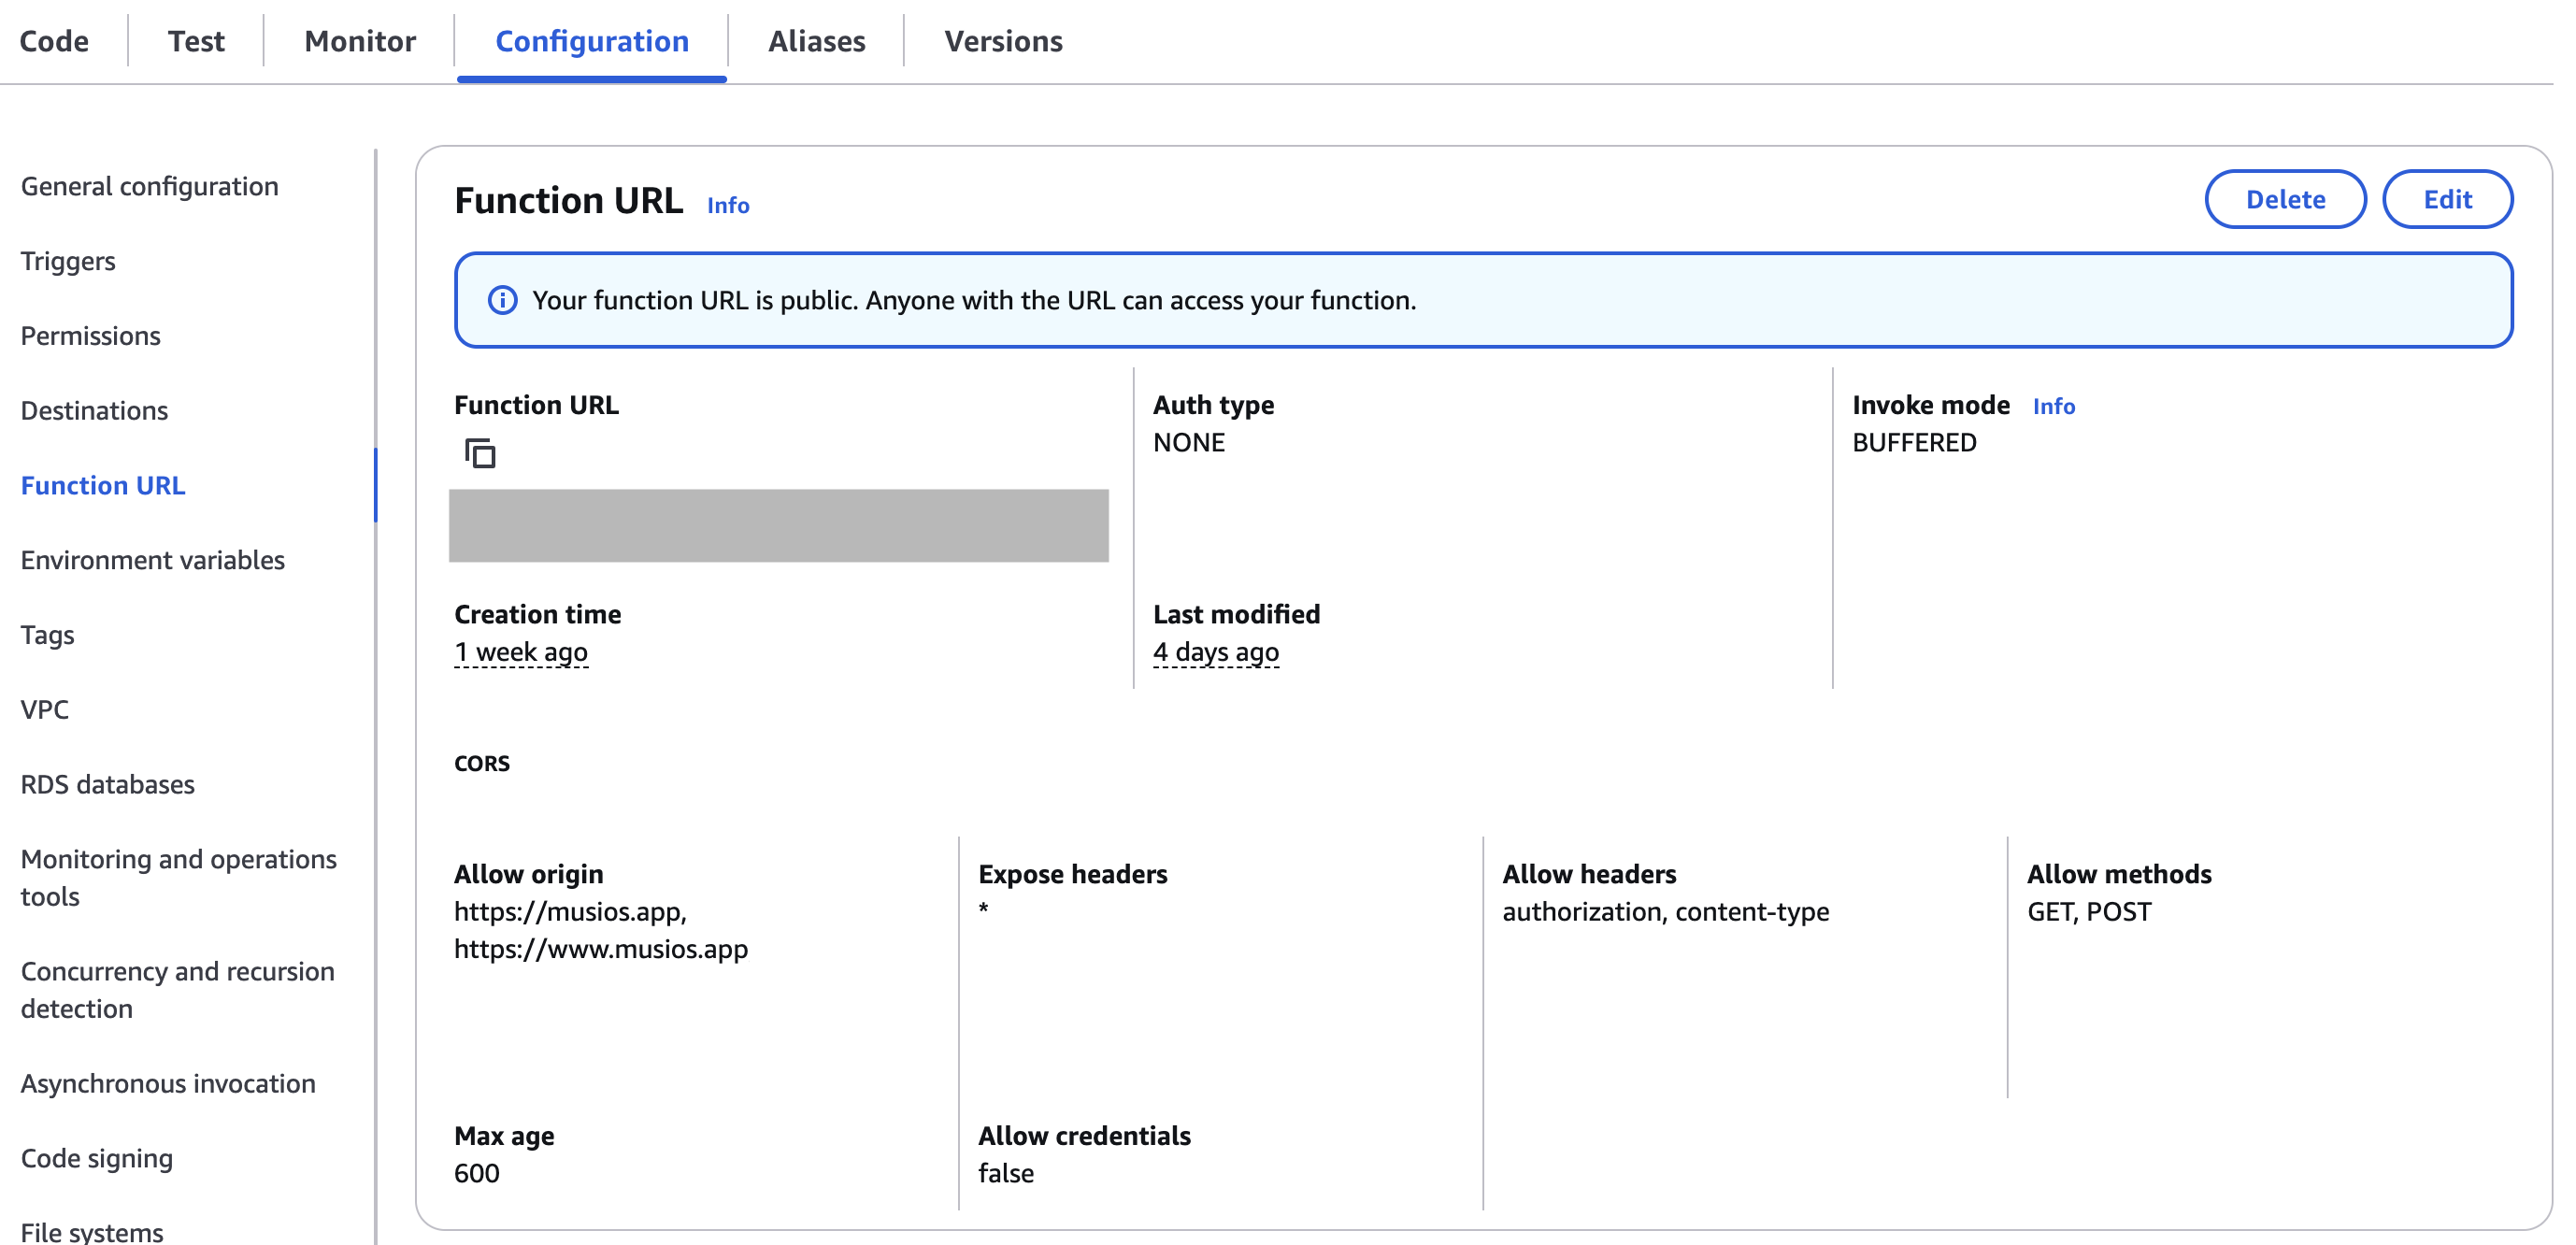 Code
Test
Monitor
Configuration
Aliases
Versions
General configuration
Triggers
Permissions
Destinations
Function URL
Environment variables
Tags
VPC
RDS databases
Monitoring and operations
tools
Concurrency and recursion
detection
Asynchronous invocation
Code signing
File systems
Function URL Info
Delete
Edit
Your function URL is public. Anyone with the URL can access your function.
Function URL
Auth type
NONE
Invoke mode Info
BUFFERED
Creation time
1 week ago
Last modified
4 days ago
CORS
Allow origin
https://musios.app,
https://www.musios.app
Expose headers
*
Allow headers
authorization, content-type
Allow methods
GET, POST
Max age
600
Allow credentials
false